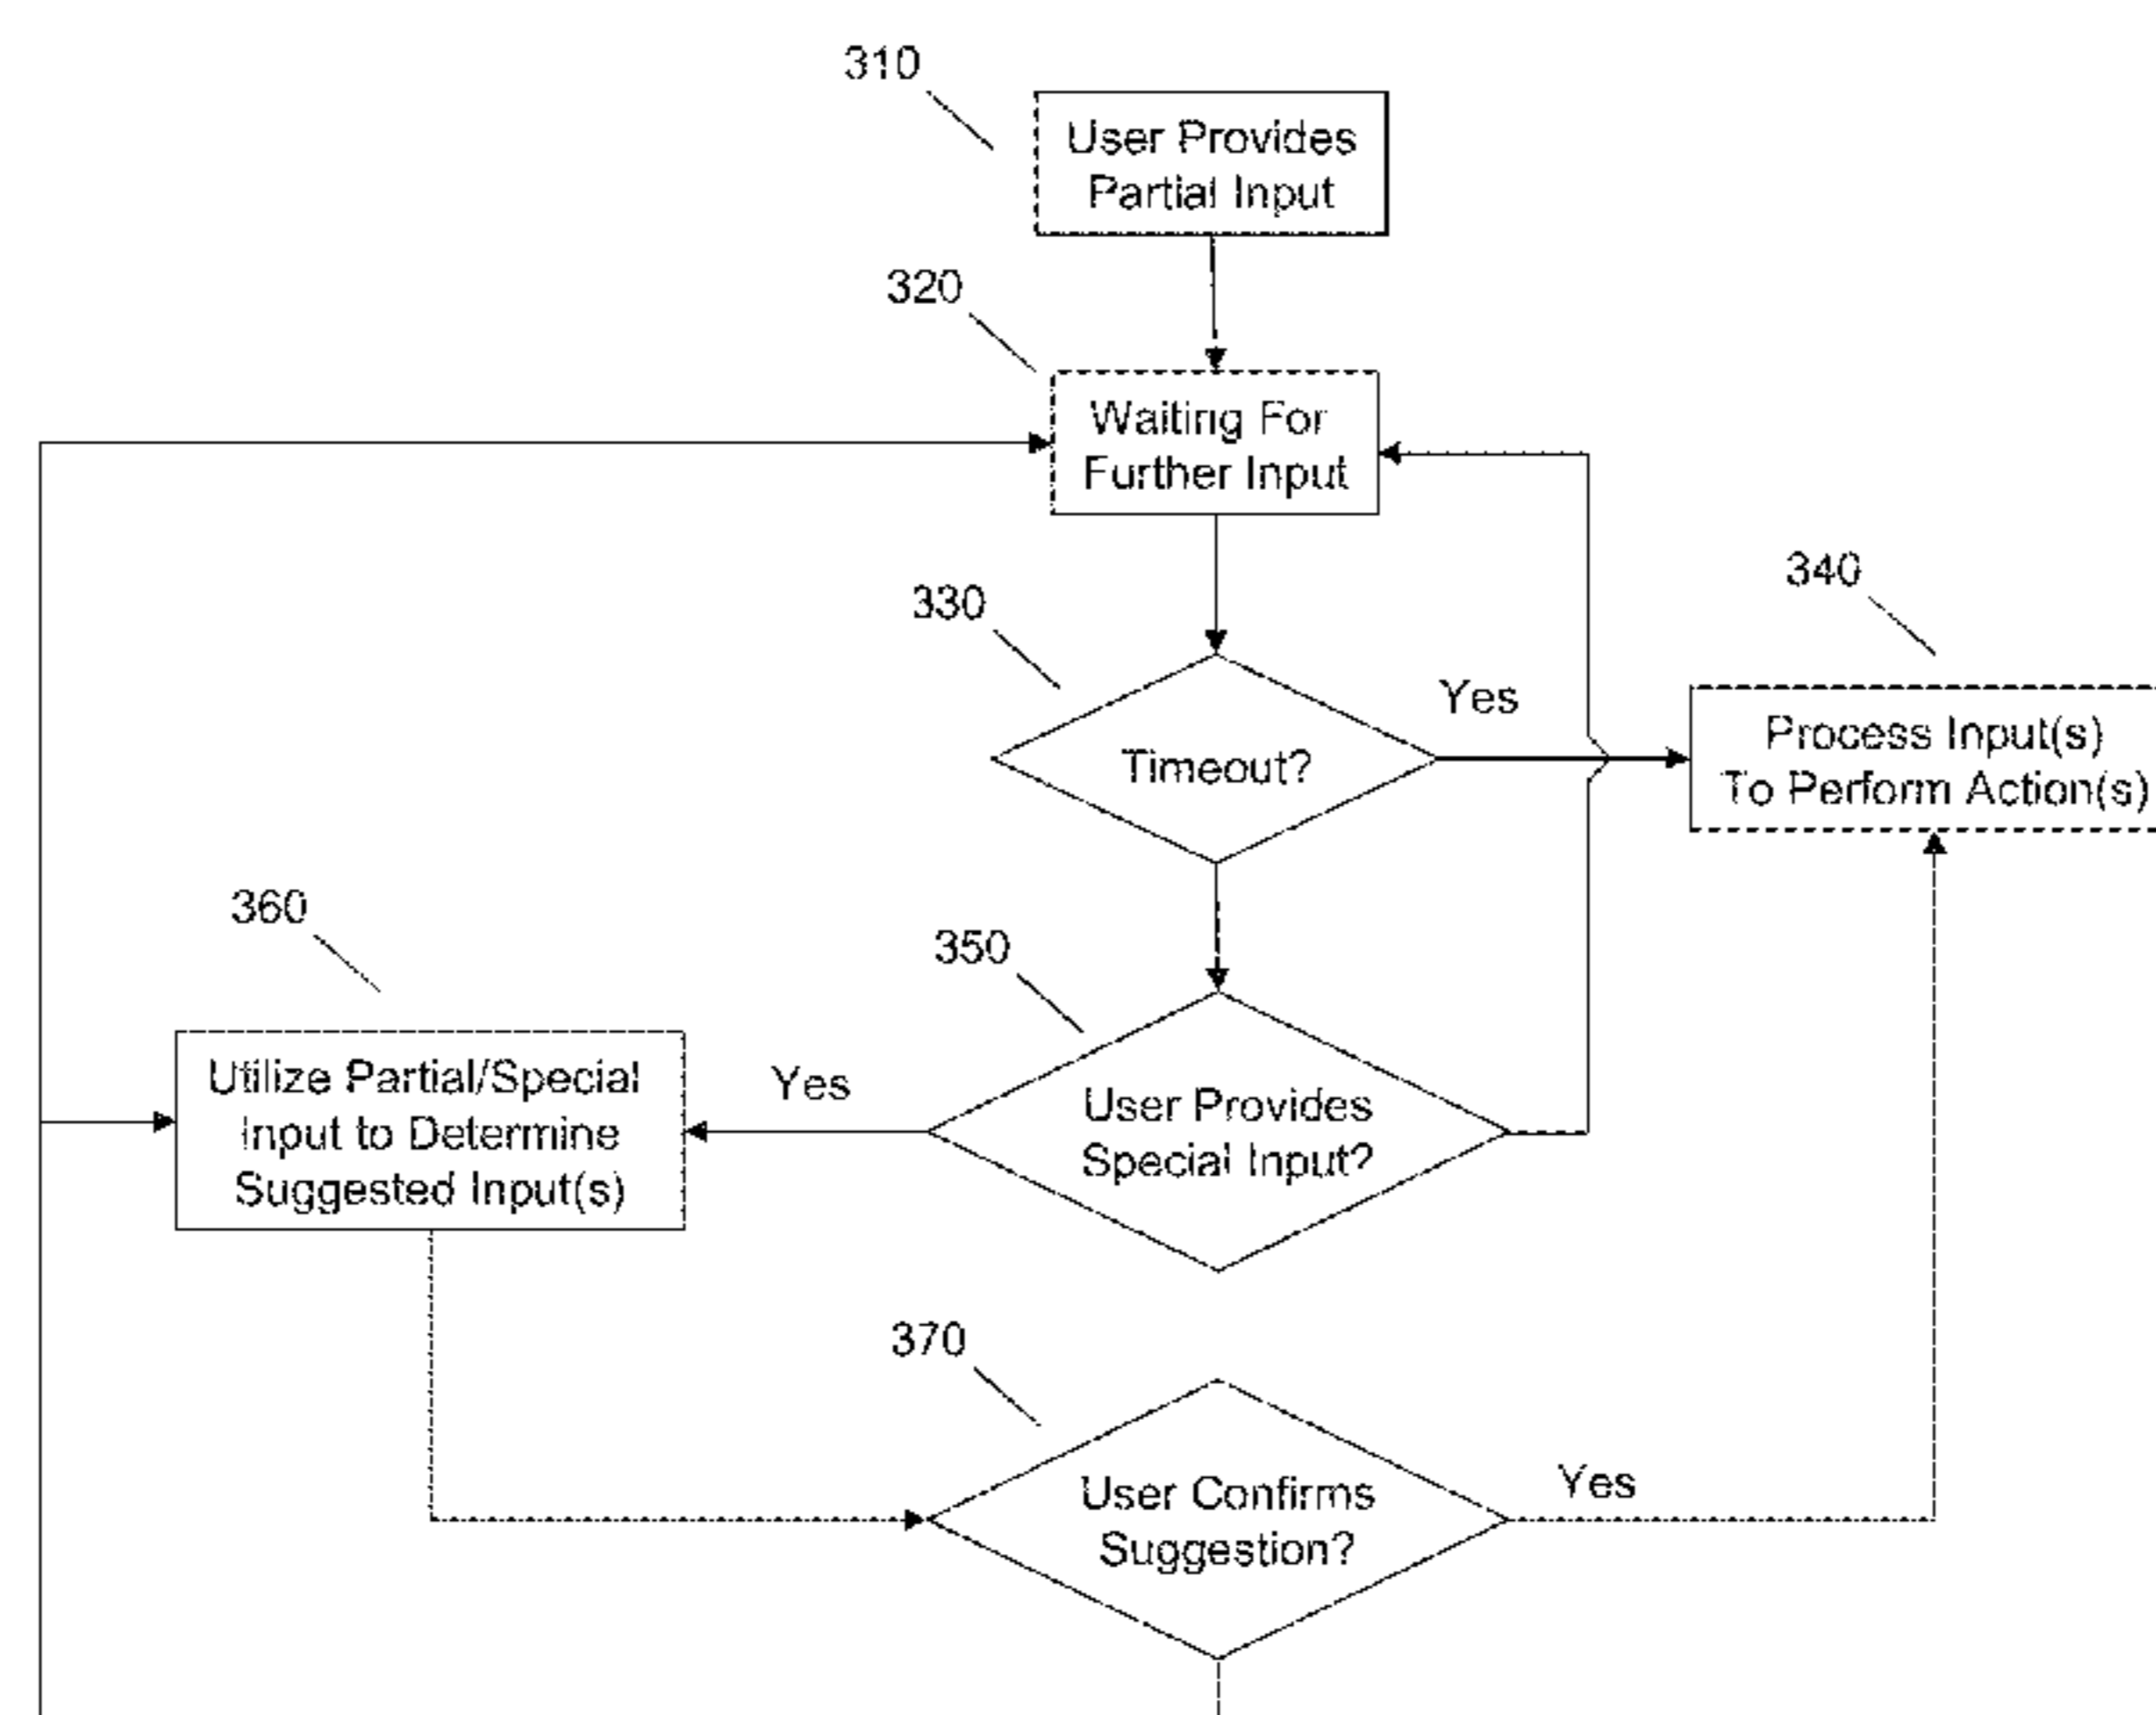 310
User Provides
Partial Input
320
Waiting For
Further Input
330
Timeout?
Yes
340
Process Input(s)
To Perform Action(s)
360
Utilize Partial/Special
Input to Determine
Suggested Input(s)
Yes
350
User Provides
Special Input?
370
User Confirms
Suggestion?
Yes